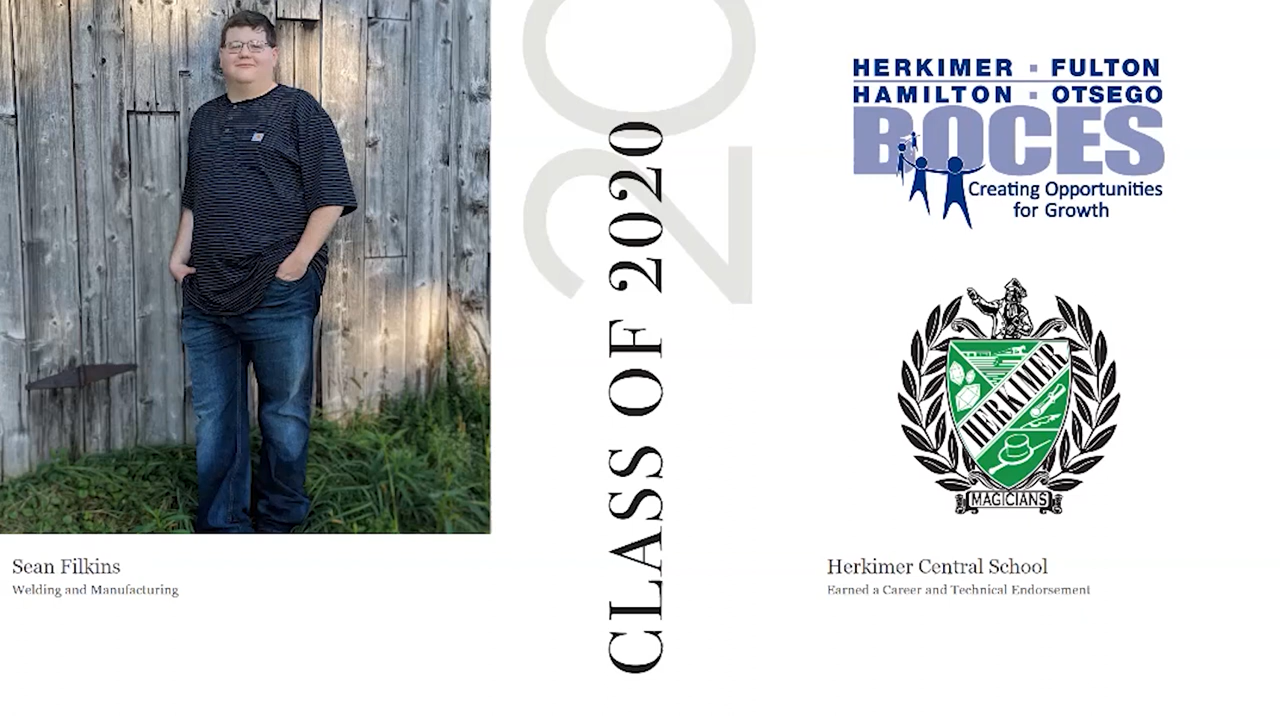 Sean Filkins
Welding and Manufacturing
20
20
CLASS OF 2020
HERKIMER ▪ FULTON
HAMILTON ▪ OTSEGO
BOCES
Creating Opportunities
for Growth
HERKIMER
MAGICIANS
Herkimer Central School
Earned a Career and Technical Endorsement